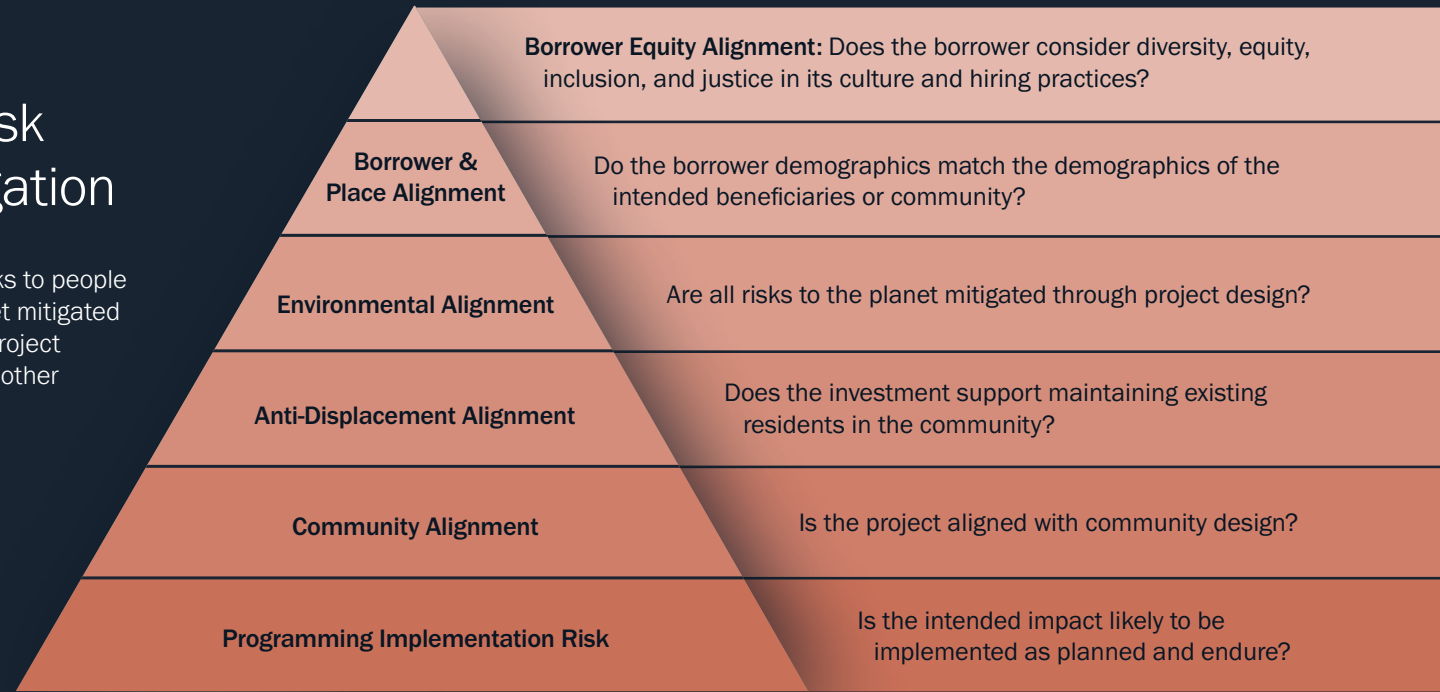 sk
gation
ks to people
et mitigated
roject
other
Borrower Equity Alignment: Does the borrower consider diversity, equity,
inclusion, and justice in its culture and hiring practices?
Borrower &
Place Alignment
Do the borrower demographics match the demographics of the
intended beneficiaries or community?
Environmental Alignment
Are all risks to the planet mitigated through project design?
Anti-Displacement Alignment
Does the investment support maintaining existing
residents in the community?
Community Alignment
Is the project aligned with community design?
Programming Implementation Risk
Is the intended impact likely to be
implemented as planned and endure?